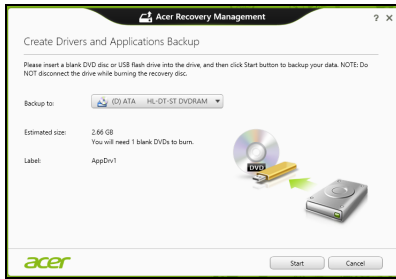 Acer Recovery Management
? ×
Create Drivers and Applications Backup
Please insert a blank DVD disc or USB flash drive into the drive, and then click Start button to backup your data. NOTE: Do
NOT disconnect the drive while burning the recovery disc.
Backup to: (D) ATA HL-DT-ST DVDRAM
Estimated size: 2.66 GB
You will need 1 blank DVDs to burn.
Label: AppDrv1
DVD
acer Start Cancel